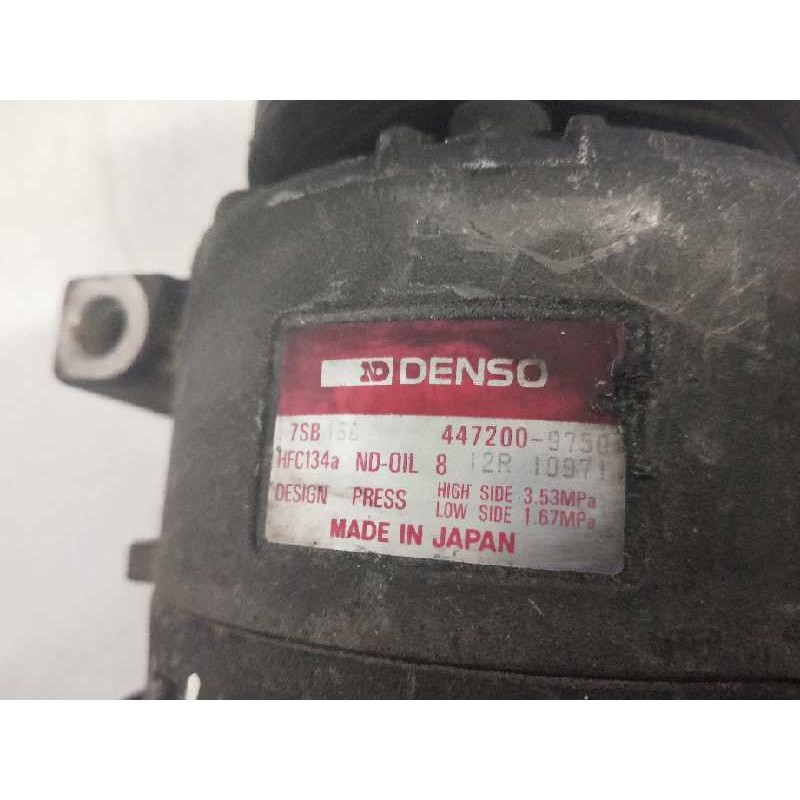 ND DENSO
7SB16C 447200-9750
HFC134a ND-OIL 8 12R 10971
DESIGN PRESS HIGH SIDE 3.53MPa
LOW SIDE 1.67MPa
MADE IN JAPAN